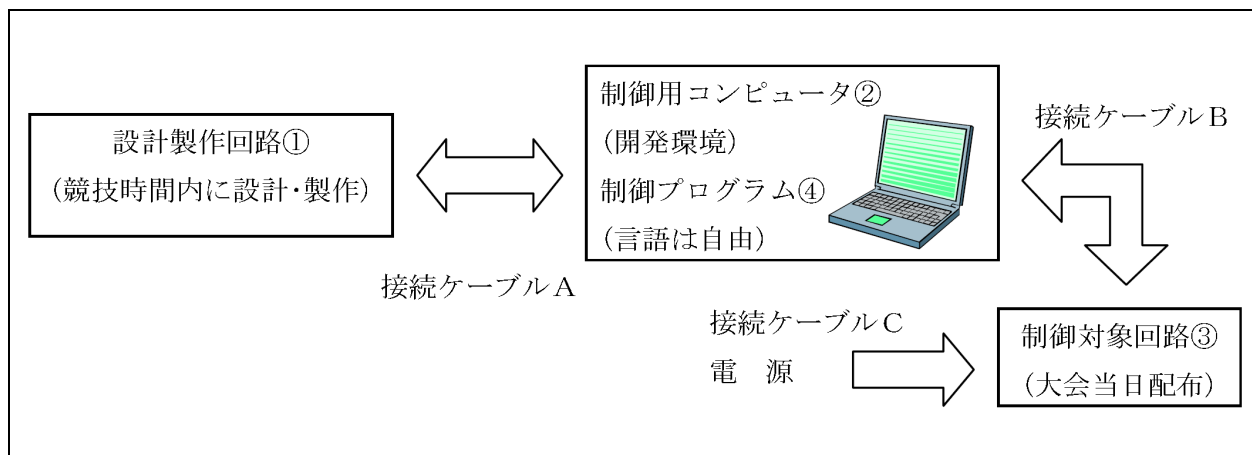 設計製作回路①
(競技時間内に設計・製作)
接続ケーブルA
制御用コンピュータ②
(開発環境)
制御プログラム④
(言語は自由)
接続ケーブルB
接続ケーブルC
電 源
制御対象回路③
(大会当日配布)